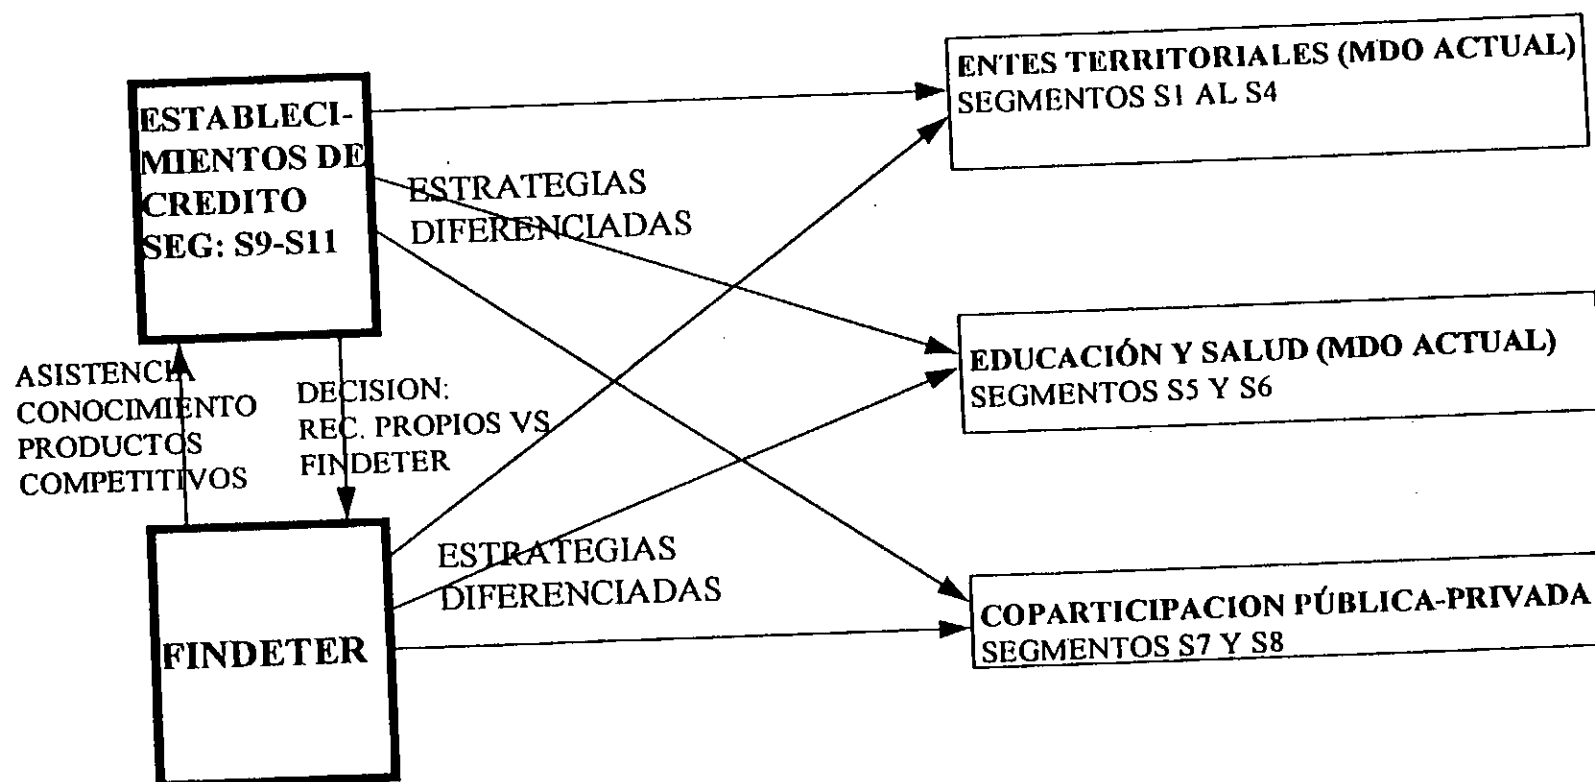 ESTABLECI-
MIENTOS DE
CREDITO
SEG: S9-S11
ESTRATEGIAS
DIFERENCIADAS
ENTES TERRITORIALES (MDO ACTUAL)
SEGMENTOS S1 AL S4
EDUCACIÓN Y SALUD (MDO ACTUAL)
SEGMENTOS S5 Y S6
ASISTENCIA
CONOCIMIENTO
PRODUCTOS
COMPETITIVOS
DECISION:
REC. PROPIOS VS
FINDETER
ESTRATEGIAS
DIFERENCIADAS
FINDETER
COPARTICIPACION PÚBLICA-PRIVADA
SEGMENTOS S7 Y S8